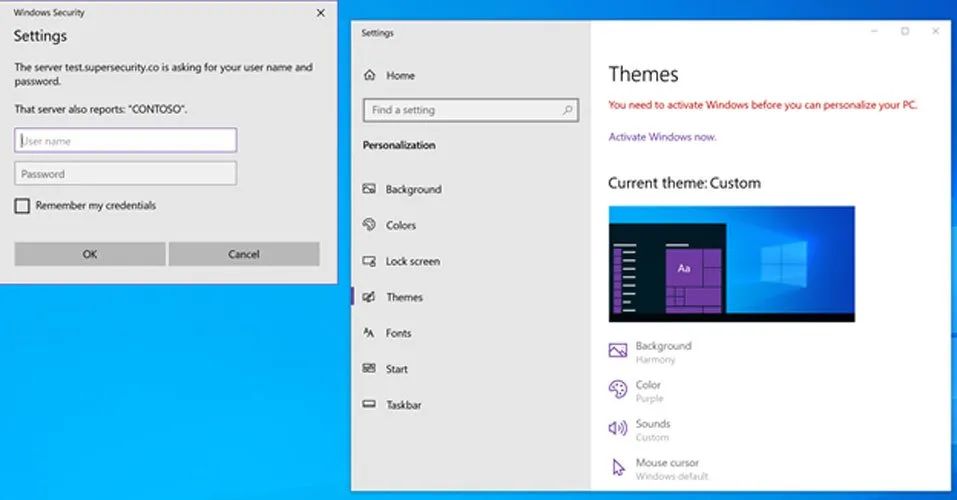 Windows Security
Settings
The server test.supersecurity.co is asking for your user name and
password.
That server also reports: "CONTOSO".
User name
Password
Remember my credentials
OK
Cancel
Settings
Home
Find a setting
Personalization
Background
Colors
Lock screen
Themes
Fonts
Start
Taskbar
Themes
You need to activate Windows before you can personalize your PC.
Activate Windows now.
Current theme: Custom
Aa
Background
Harmony
Color
Purple
Sounds
Custom
Mouse cursor
Windows default